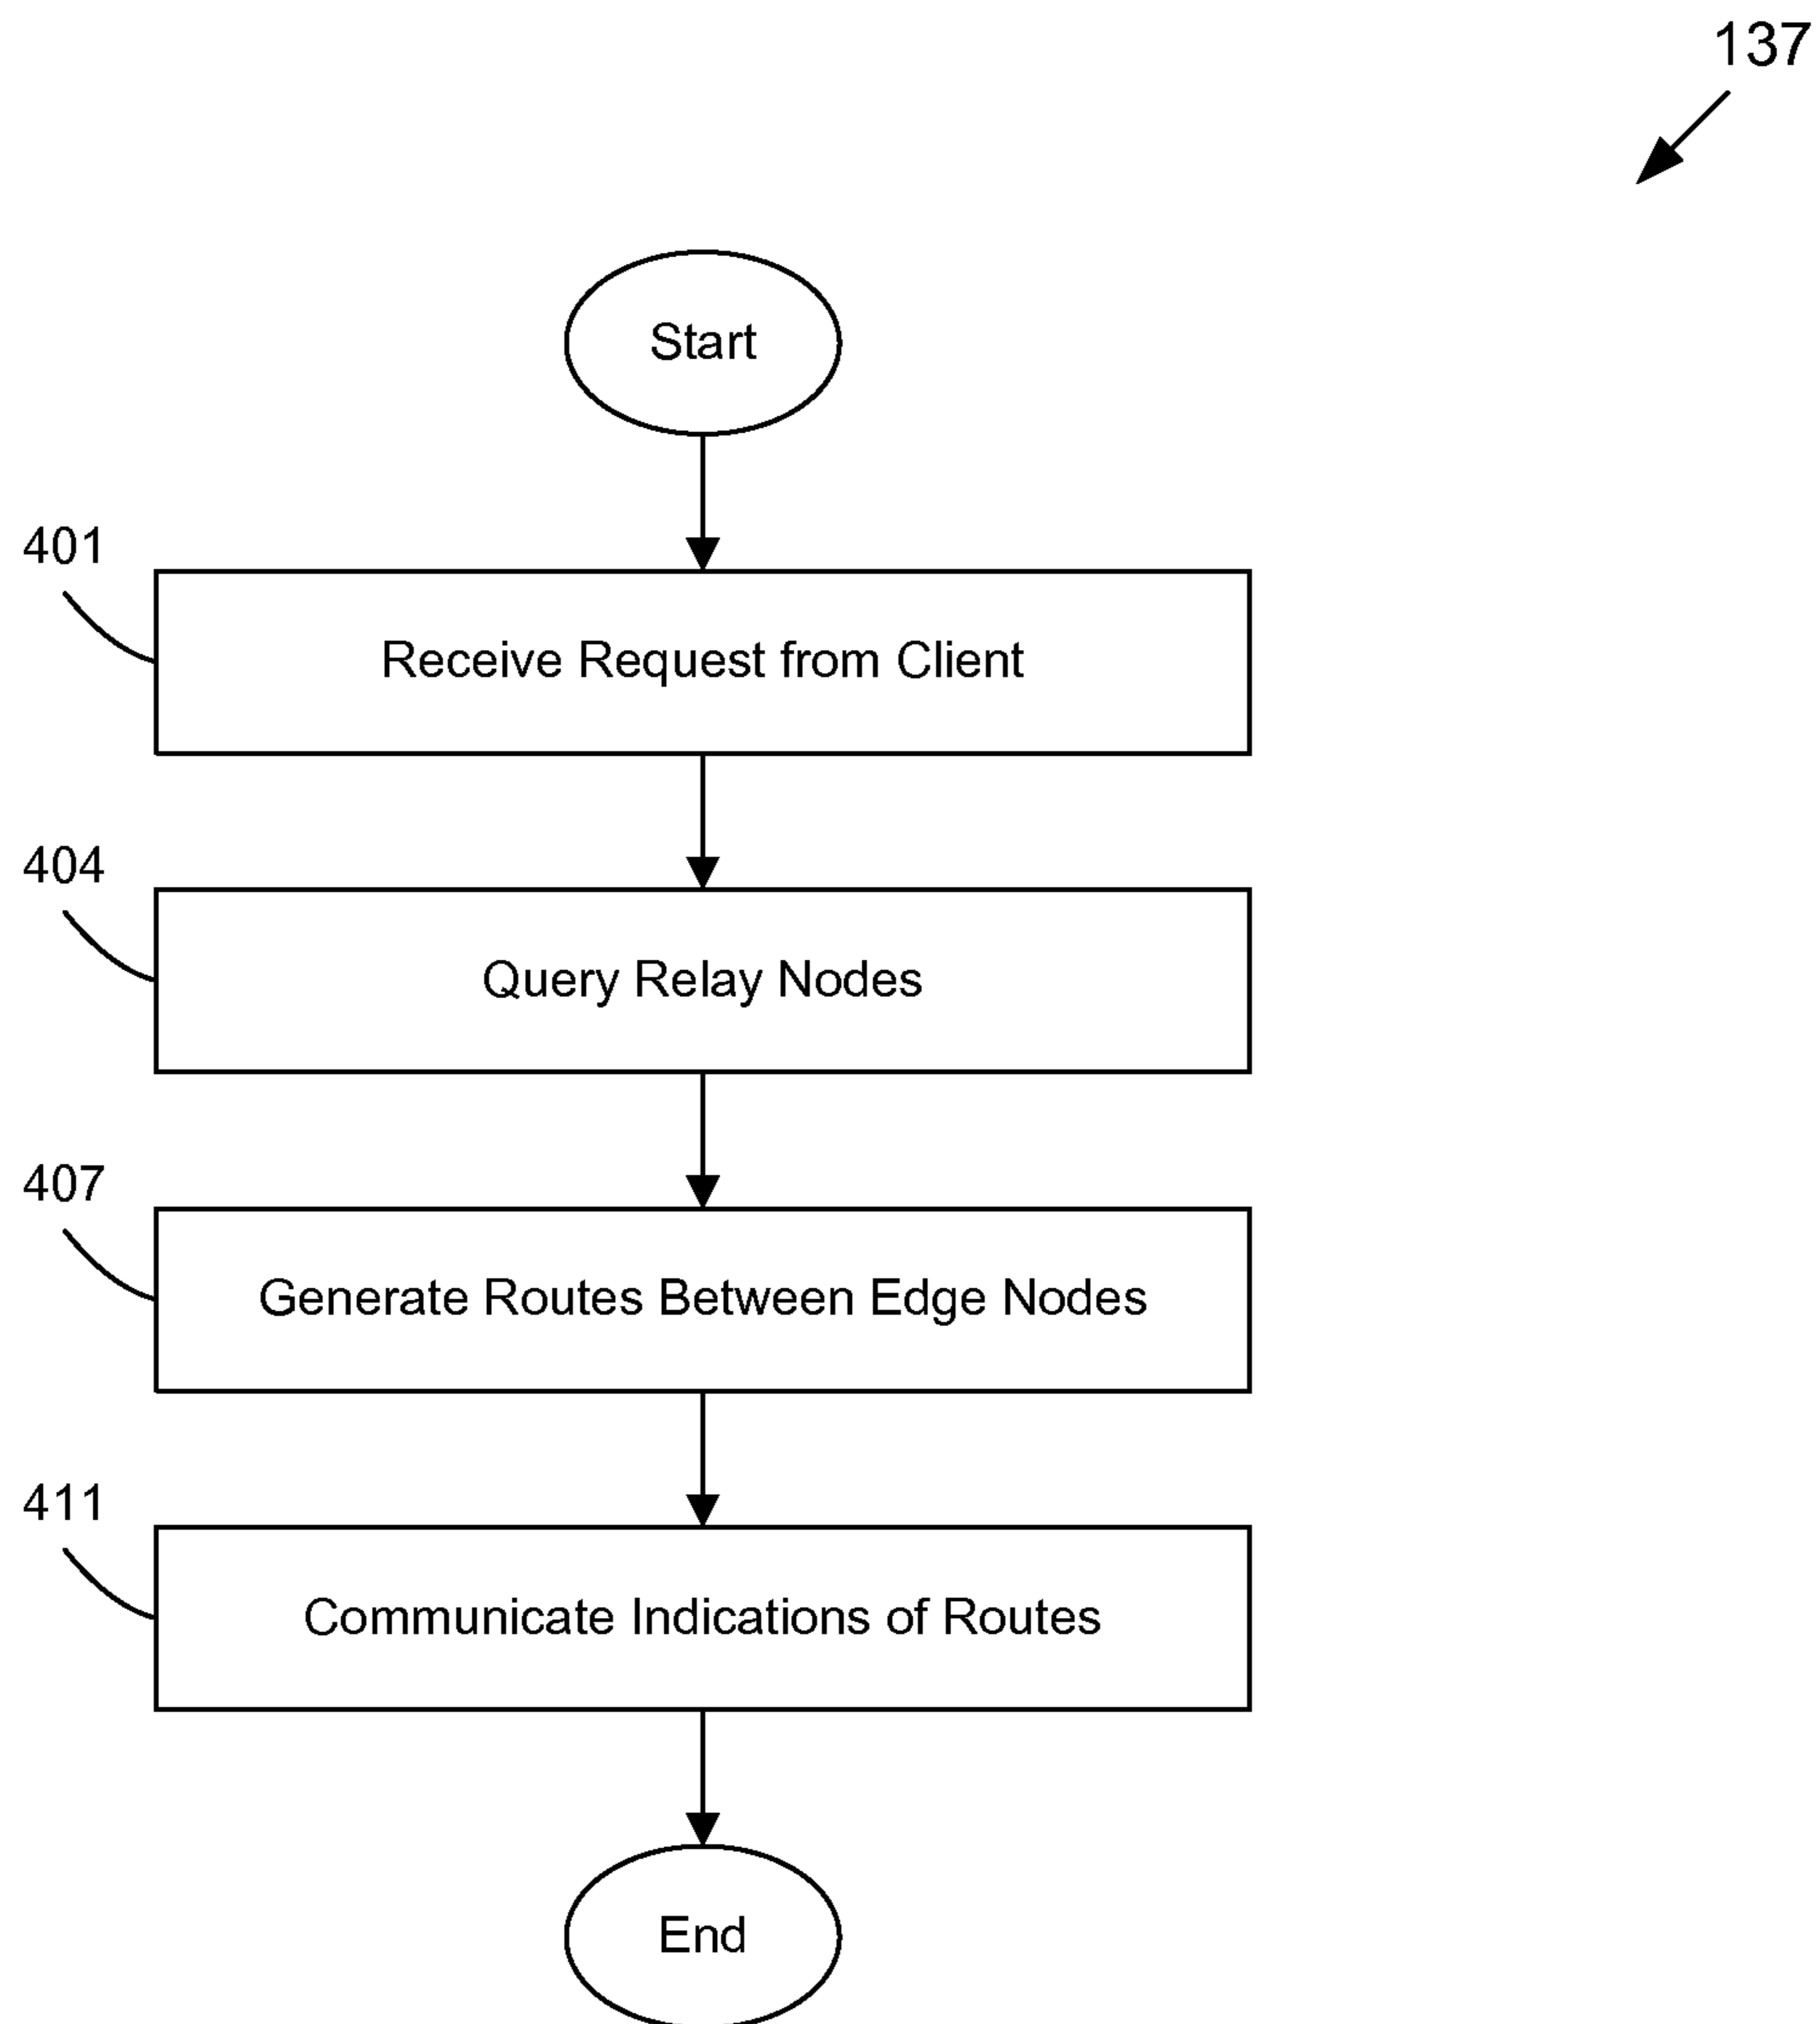 137
Start
401
Receive Request from Client
404
Query Relay Nodes
407
Generate Routes Between Edge Nodes
411
Communicate Indications of Routes
End